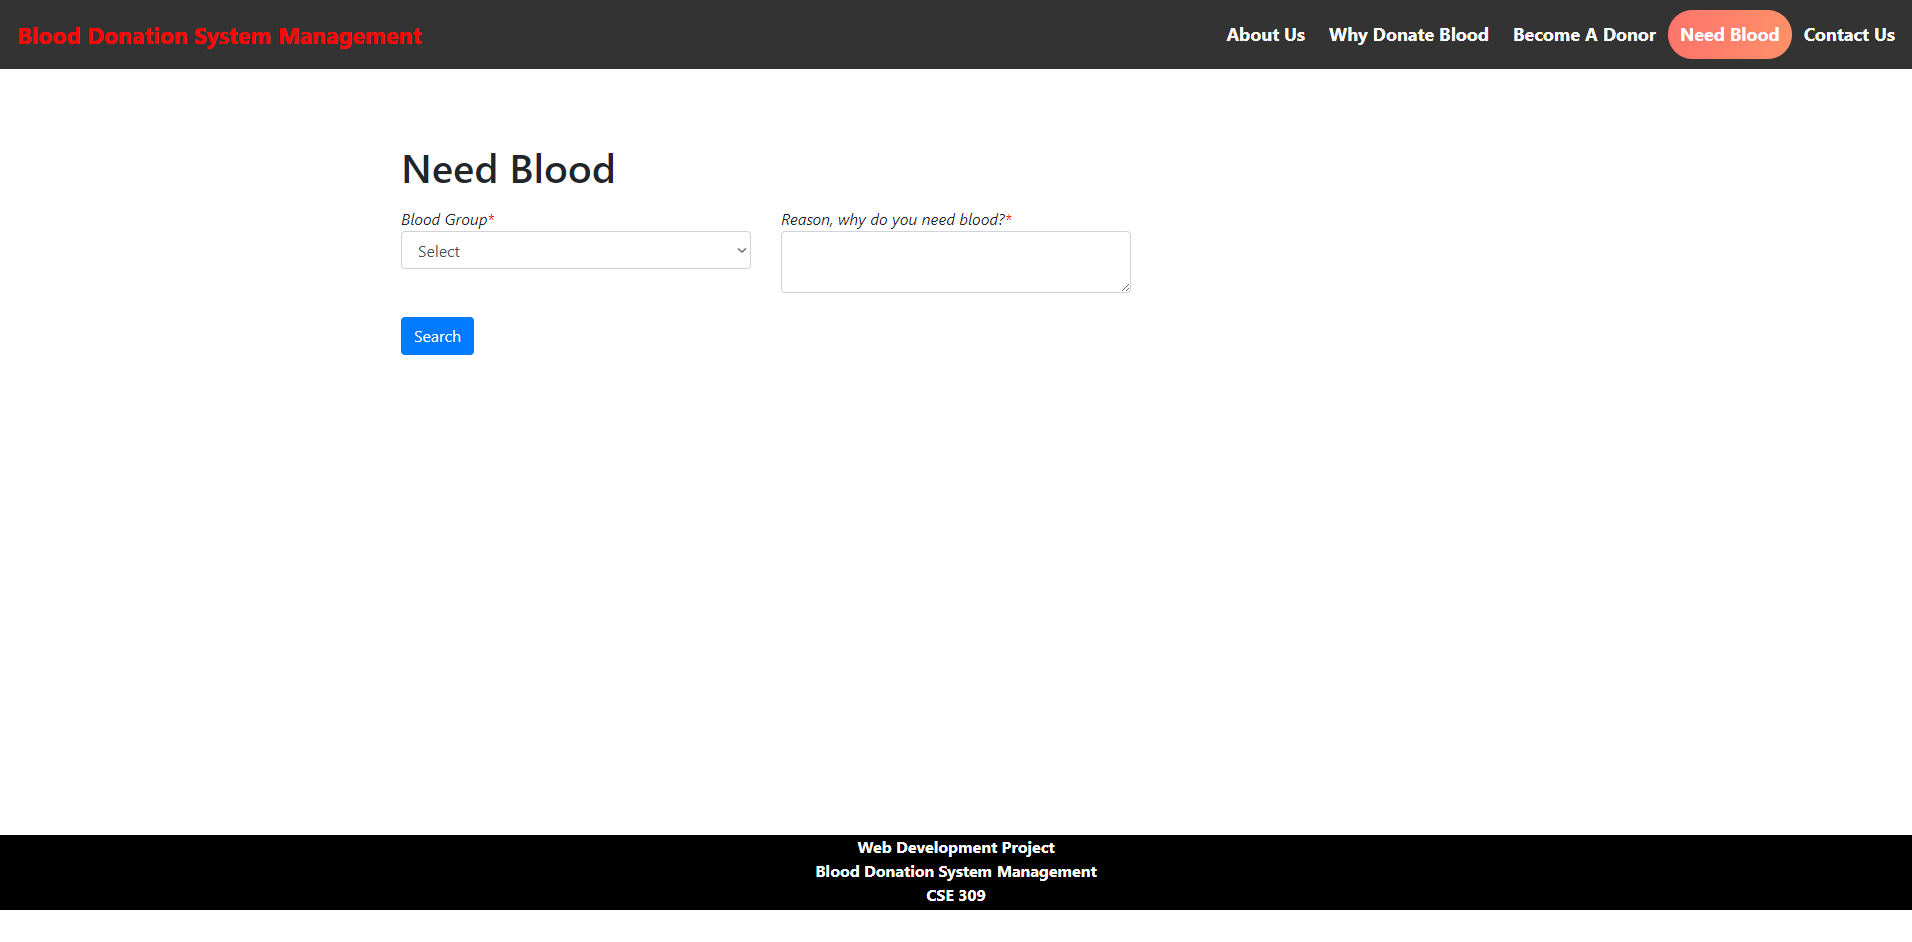 Blood Donation System Management
About Us Why Donate Blood Become A Donor Need Blood Contact Us
Need Blood
Blood Group*
Reason, why do you need blood?*
Select
Search
Web Development Project
Blood Donation System Management
CSE 309